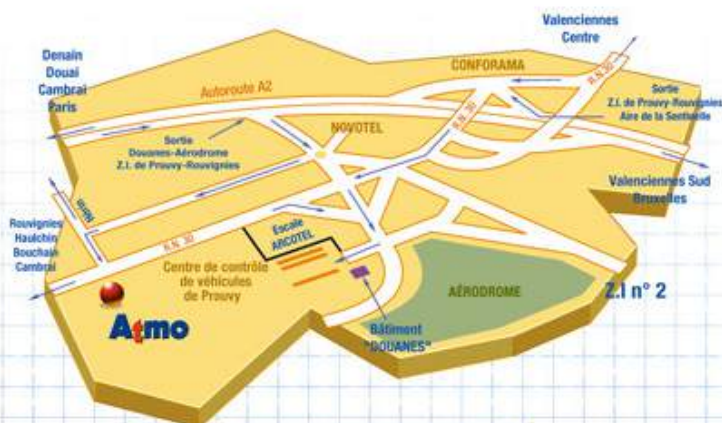 Valenciennes
Centre
Denain
Douai
Cambrai
Paris
CONFORAMA
R.N.30
Autoroute A2
R.N.30
Sortie
Z.I. de Prouvy-Rouvignies
Aire de la Sentinelle
NOVOTEL
Sortie
Douanes-Aérodrome
Z.I. de Prouvy-Rouvignies
Valenciennes Sud
Bruxelles
Rouvignies
Haulchin
Bouchain
Cambrai
R.N. 30
Escale
ARCOTEL
Centre de contrôle
de véhicules
de Prouvy
AÉRODROME
Z.I n° 2
Atmo
Bâtiment
"DOUANES"